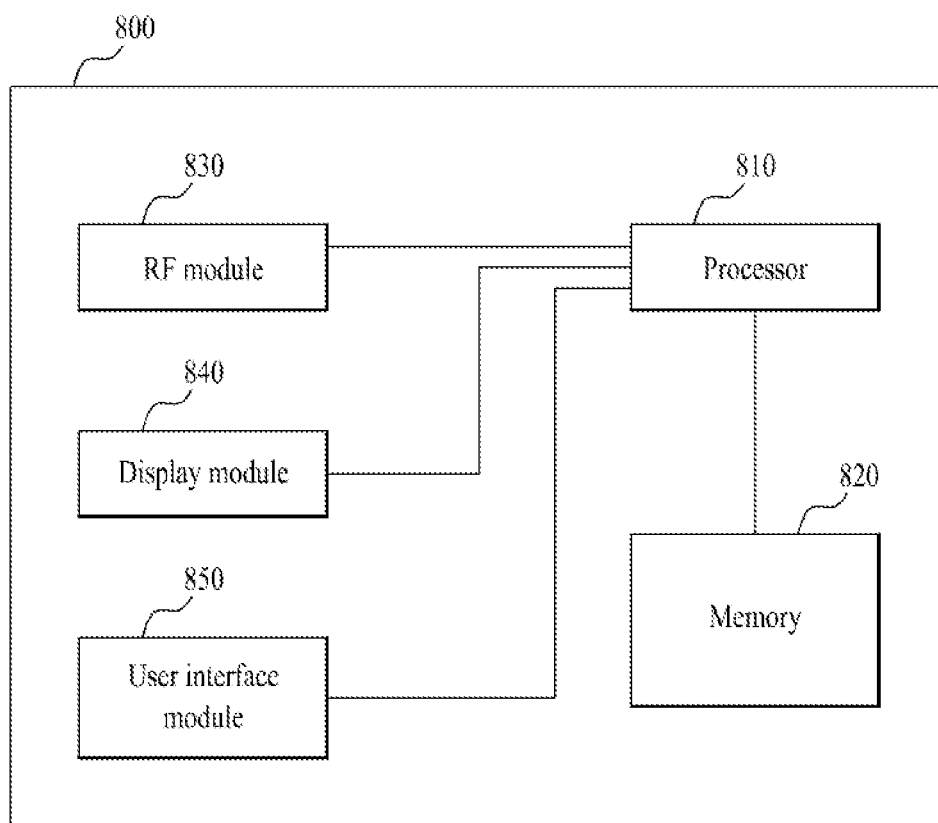 800
830
810
RF module
Processor
840
Display module
820
850
Memory
User interface
module